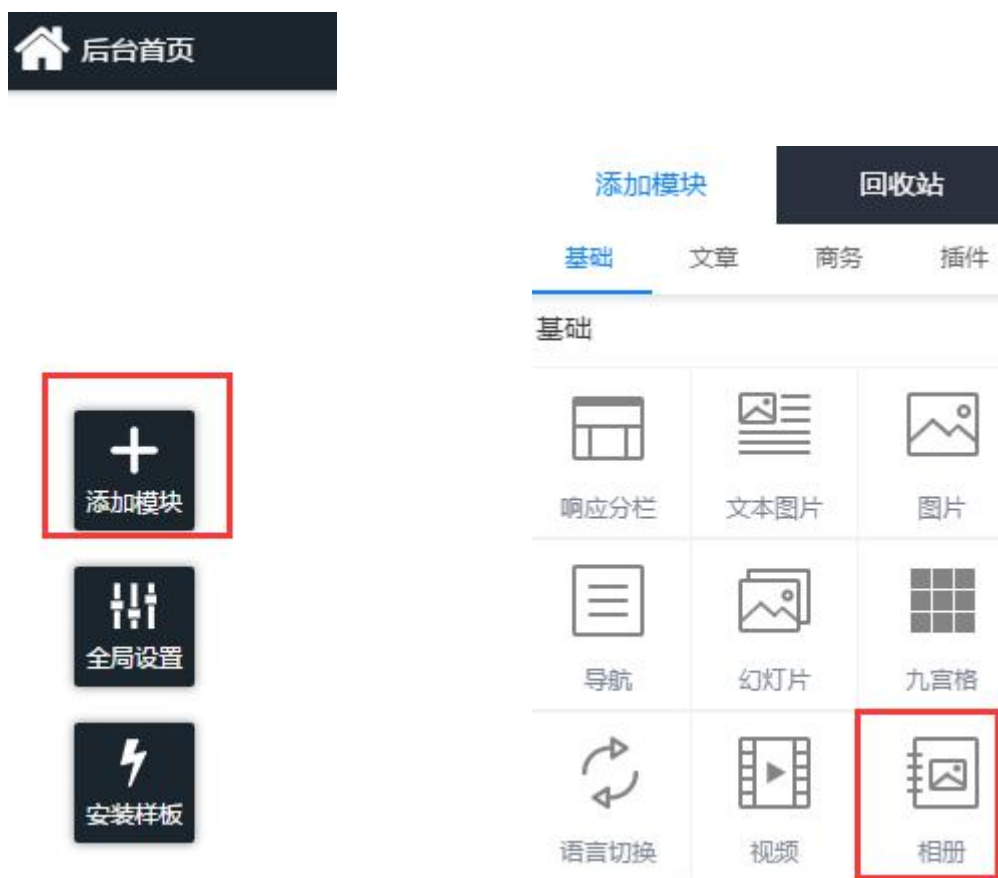 后台首页
添加模块
全局设置
安装样板
添加模块 回收站
基础 文章 商务 插件
基础
响应分栏 文本图片 图片
导航 幻灯片 九宫格
语言切换 视频 相册